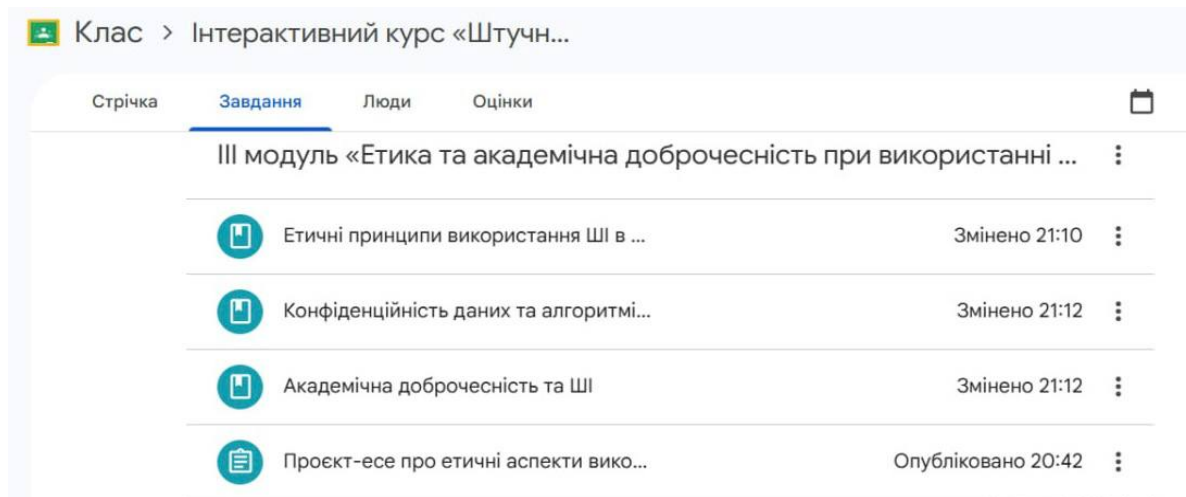 Клас > Інтерактивний курс «Штучн...
Стрічка Завдання Люди Оцінки
III модуль «Етика та академічна доброчесність при використанні ...
Етичні принципи використання ШІ в ... Змінено 21:10
Конфіденційність даних та алгоритмі... Змінено 21:12
Академічна доброчесність та ШІ Змінено 21:12
Проєкт-есе про етичні аспекти вико... Опубліковано 20:42